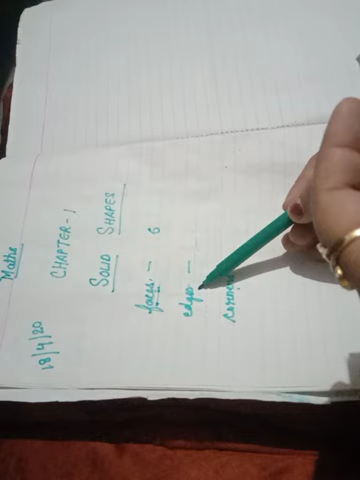 Maths
18/4/20
CHAPTER-1
SOLID SHAPES
faces. - 6
edges -